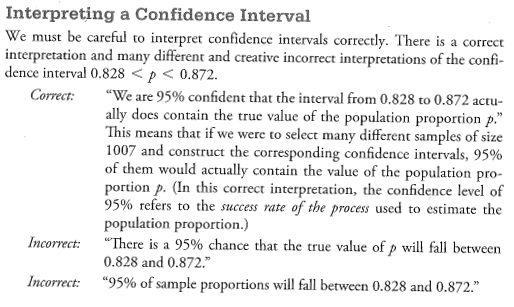 Interpreting a Confidence Interval
We must be careful to interpret confidence intervals correctly. There is a correct
interpretation and many different and creative incorrect interpretations of the confi-
dence interval 0.828 < p < 0.872.
Correct: “We are 95% confident that the interval from 0.828 to 0.872 actu-
ally does contain the true value of the population proportion p.”
This means that if we were to select many different samples of size
1007 and construct the corresponding confidence intervals, 95%
of them would actually contain the value of the population pro-
portion p. (In this correct interpretation, the confidence level of
95% refers to the success rate of the process used to estimate the
population proportion.)
Incorrect: “There is a 95% chance that the true value of p will fall between
0.828 and 0.872.”
Incorrect: “95% of sample proportions will fall between 0.828 and 0.872.”